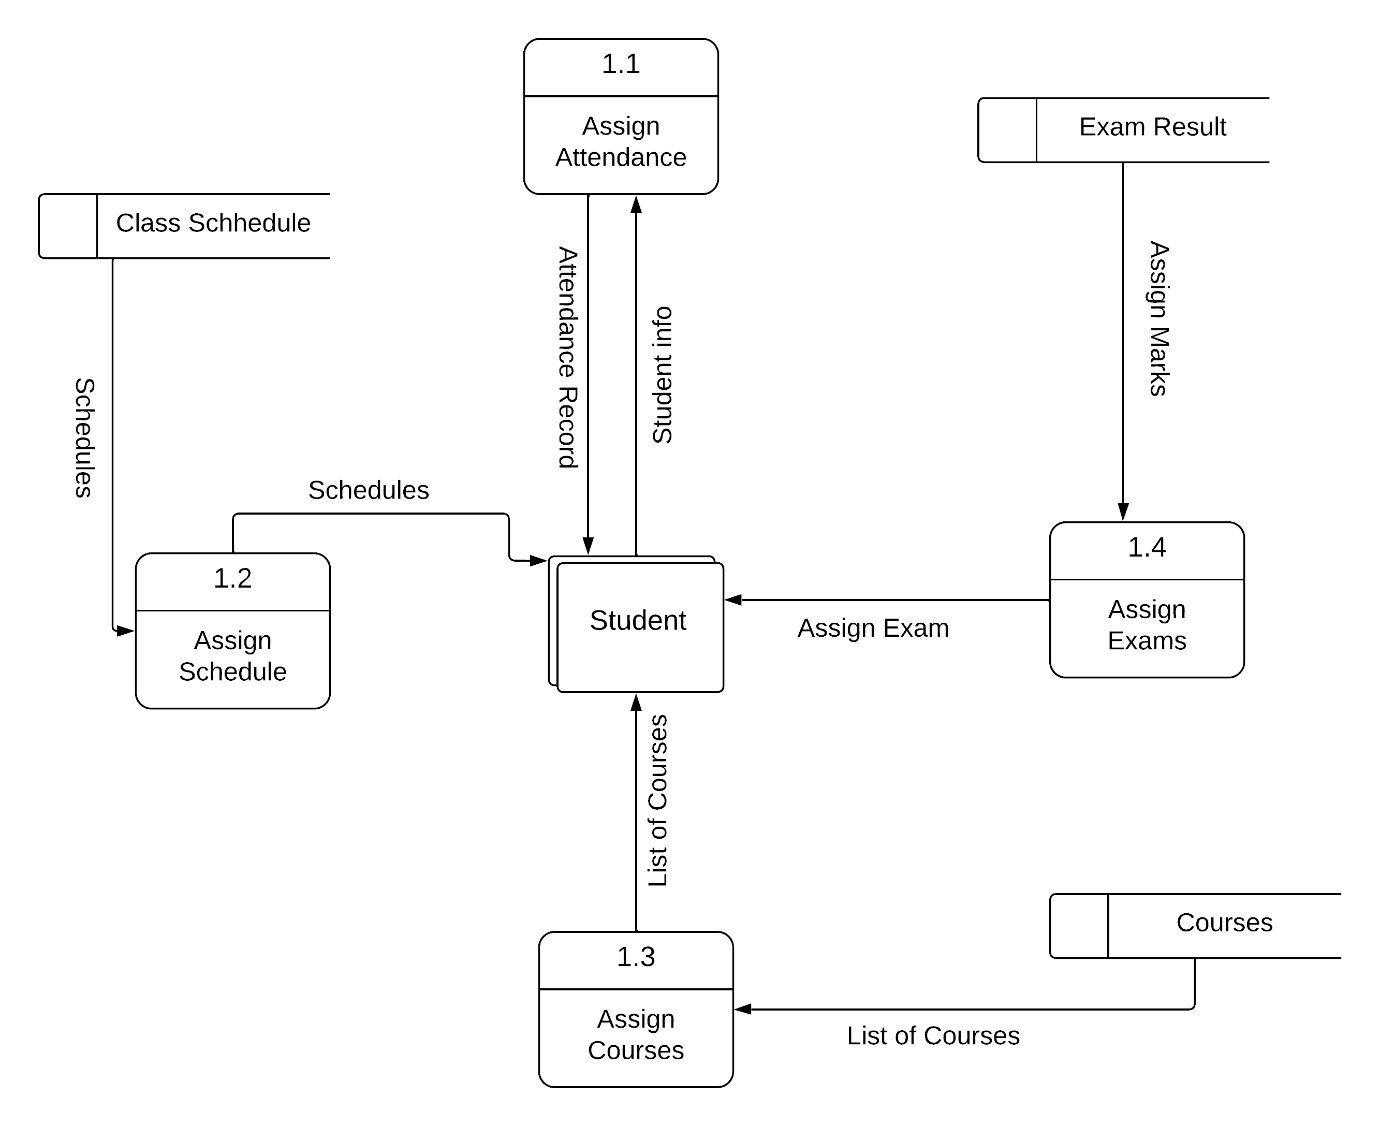 1.1
Assign
Attendance
Exam Result
Class Schhedule
Attendance Record
Student info
Assign Marks
Schedules
Schedules
1.2
Assign
Schedule
Student
Assign Exam
1.4
Assign
Exams
List of Courses
1.3
Assign
Courses
Courses
List of Courses